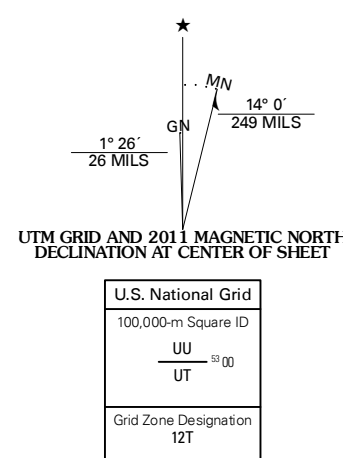 ★
MN
GN
14° 0´
249 MILS
1° 26´
26 MILS
UTM GRID AND 2011 MAGNETIC NORTH
DECLINATION AT CENTER OF SHEET
U.S. National Grid
100,000-m Square ID
UU
53 00
UT
Grid Zone Designation
12T